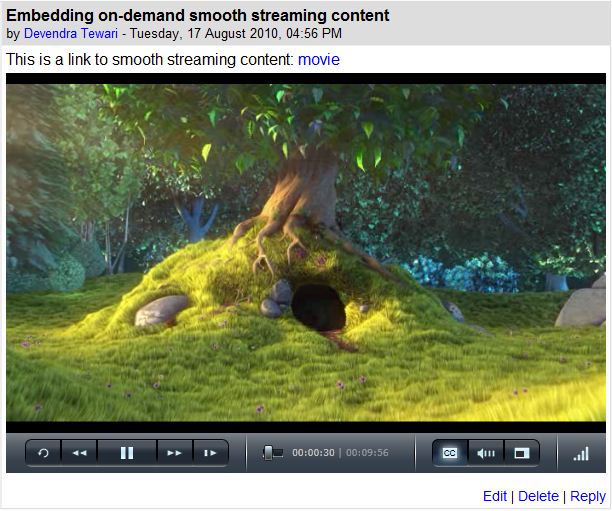 Embedding on-demand smooth streaming content
by Devendra Tewari - Tuesday, 17 August 2010, 04:56 PM
This is a link to smooth streaming content: movie
00:00:30 | 00:09:56 CC
Edit | Delete | Reply